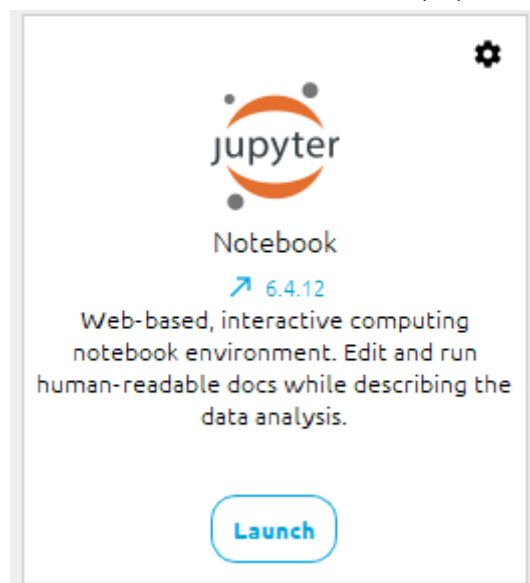 jupyter
Notebook
6.4.12
Web-based, interactive computing
notebook environment. Edit and run
human-readable docs while describing the
data analysis.
Launch